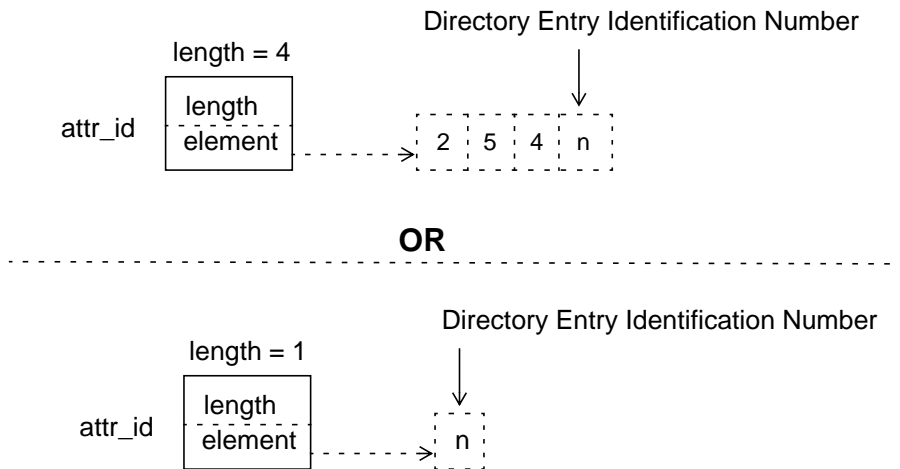 Directory Entry Identification Number
length = 4
length
attr_id
element
2 5 4 n
OR
Directory Entry Identification Number
length = 1
length
attr_id
element
n